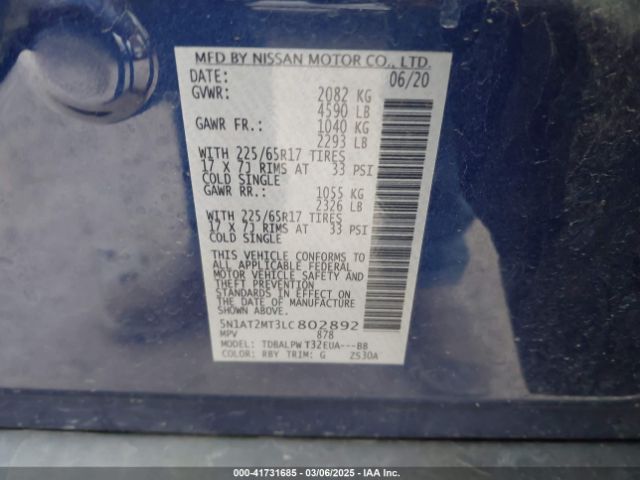 MFD BY NISSAN MOTOR CO., LTD.
DATE: 06/20
GVWR: 2082 KG
4590 LB
GAWR FR.: 1040 KG
2293 LB
WITH 225/65R17 TIRES
17 X 7J RIMS AT 33 PSI
COLD SINGLE
GAWR RR.: 1055 KG
2326 LB
WITH 225/65R17 TIRES
17 X 7J RIMS AT 33 PSI
COLD SINGLE
THIS VEHICLE CONFORMS TO
ALL APPLICABLE FEDERAL
MOTOR VEHICLE SAFETY AND
THEFT PREVENTION
STANDARDS IN EFFECT ON
THE DATE OF MANUFACTURE
SHOWN ABOVE.
5N1AT2MT3LC802892
MPV 878
TDBALPW T32EUA---BB
COLOR: RBY TRIM: G ZS30A
000-41731685 | 03/06/2025 | IAA Inc.